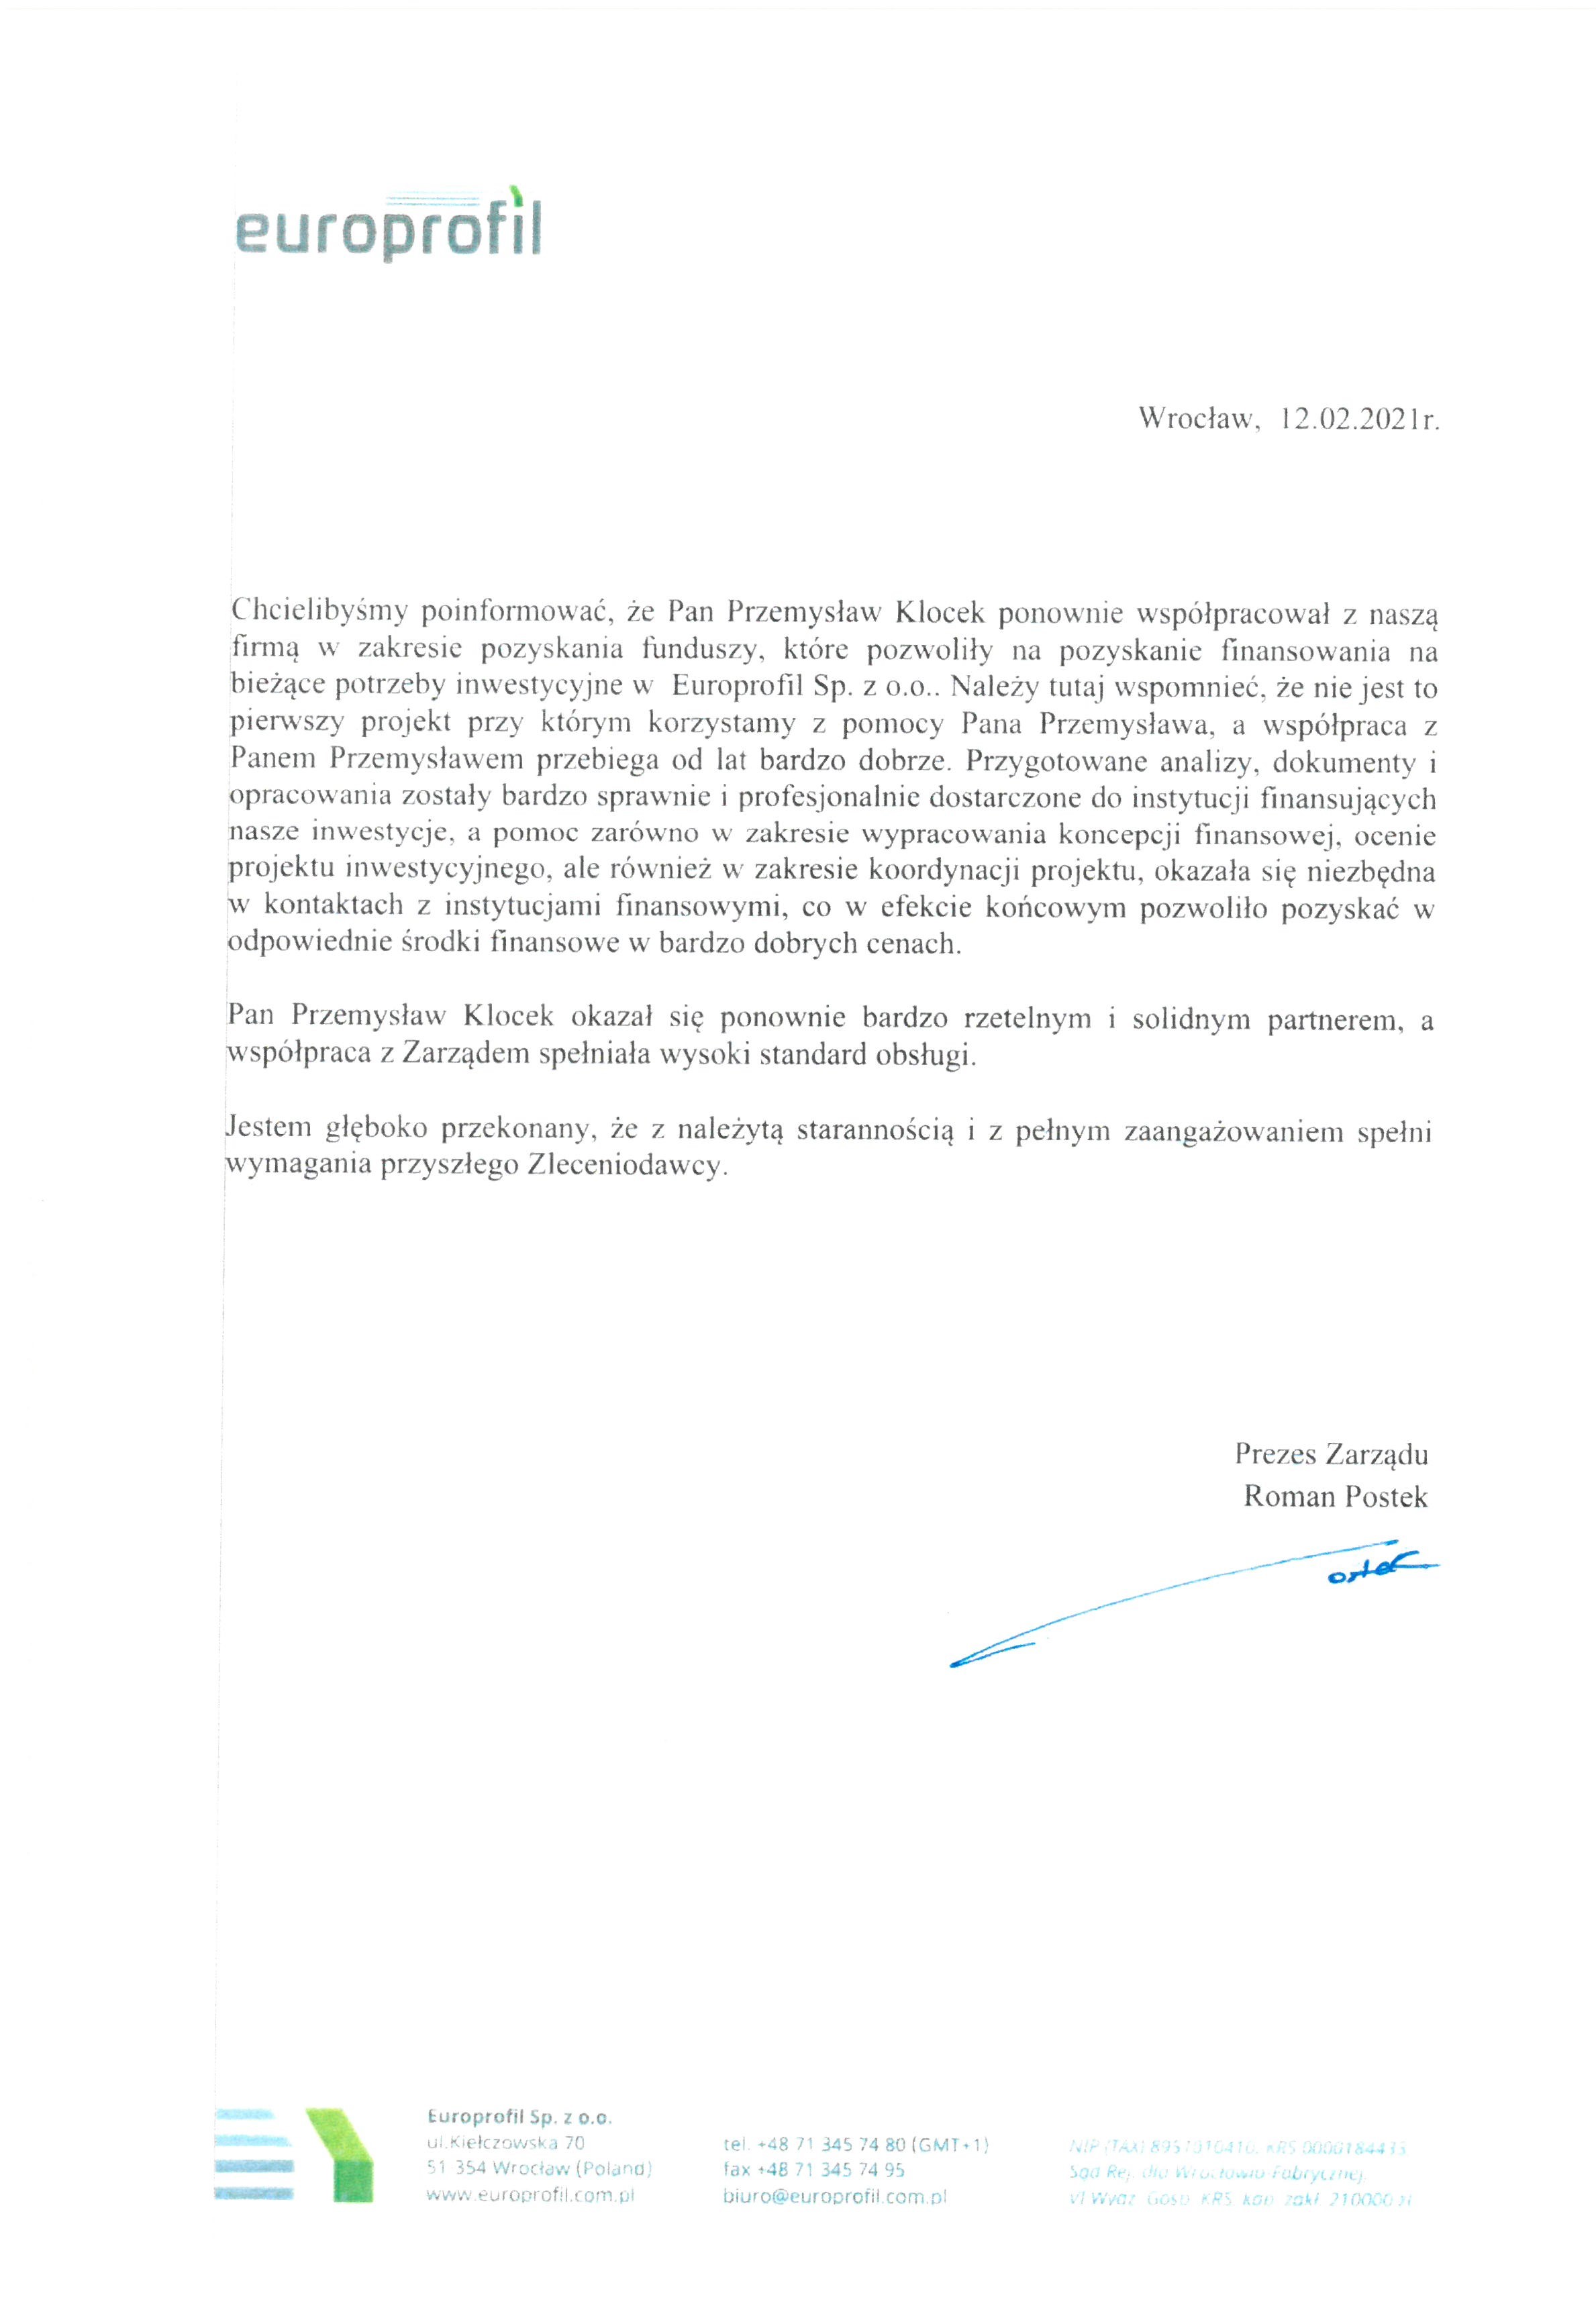 europrofil
Wrocław, 12.02.2021r.
Chcielibyśmy poinformować, że Pan Przemysław Klocek ponownie współpracował z naszą
firmą w zakresie pozyskania funduszy, które pozwoliły na pozyskanie finansowania na
bieżące potrzeby inwestycyjne w Europrofil Sp. z o.o.. Należy tutaj wspomnieć, że nie jest to
pierwszy projekt przy którym korzystamy z pomocy Pana Przemysława, a współpraca z
Panem Przemysławem przebiega od lat bardzo dobrze. Przygotowane analizy, dokumenty i
opracowania zostały bardzo sprawnie i profesjonalnie dostarczone do instytucji finansujących
nasze inwestycje, a pomoc zarówno w zakresie wypracowania koncepcji finansowej, ocenie
projektu inwestycyjnego, ale również w zakresie koordynacji projektu, okazała się niezbędna
w kontaktach z instytucjami finansowymi, co w efekcie końcowym pozwoliło pozyskać w
odpowiednie środki finansowe w bardzo dobrych cenach.
Pan Przemysław Klocek okazał się ponownie bardzo rzetelnym i solidnym partnerem, a
współpraca z Zarządem spełniała wysoki standard obsługi.
Jestem głęboko przekonany, że z należytą starannością i z pełnym zaangażowaniem spełni
wymagania przyszłego Zleceniodawcy.
Prezes Zarządu
Roman Postek
Europrofil Sp. z o.o.
ul.Kiełczowska 70
51 354 Wrocław (Poland)
www.europrofil.com.pl
tel. +48 71 345 74 80 (GMT+1)
fax +48 71 345 74 95
biuro@europrofil.com.pl
NIP (TAX) KRS
Sąd Rej. dla Wrocławia-Fabrycznej,
VI Wydz. Gosp. KRS kap. zakł. 210000 zł